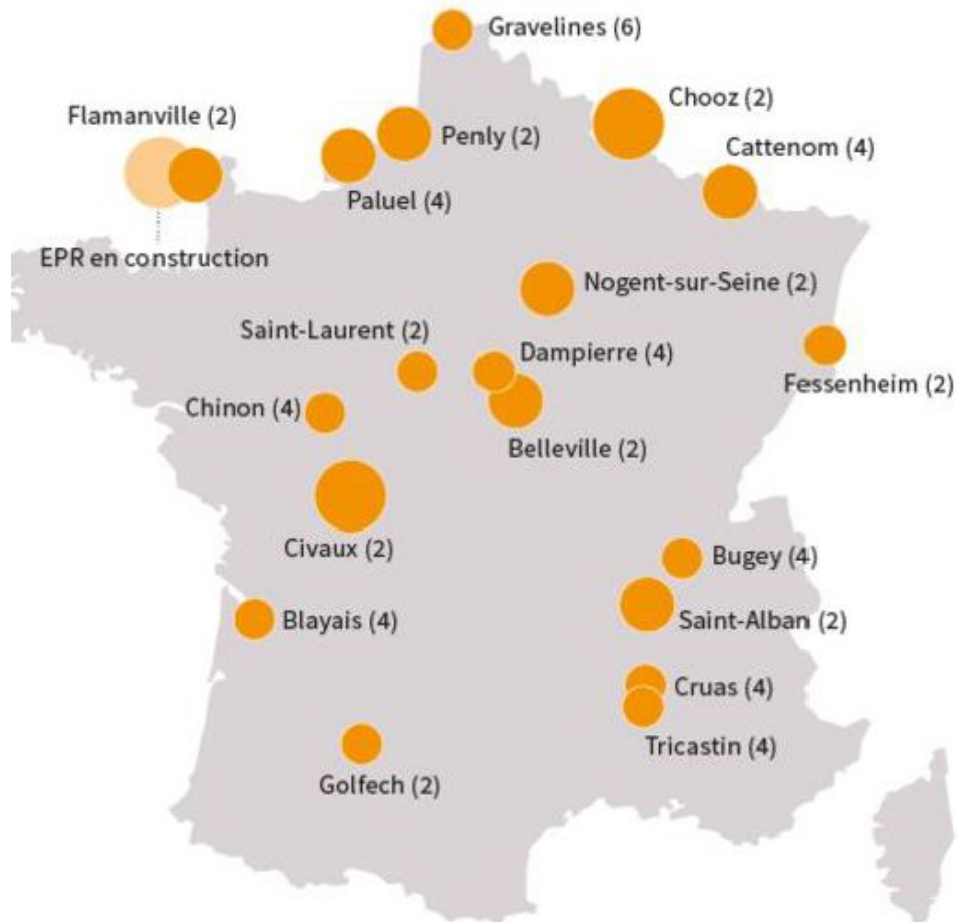 Gravelines (6)
Chooz (2)
Flamanville (2)
Penly (2)
Cattenom (4)
Paluel (4)
EPR en construction
Nogent-sur-Seine (2)
Saint-Laurent (2)
Dampierre (4)
Fessenheim (2)
Chinon (4)
Belleville (2)
Civaux (2)
Bugey (4)
Blayais (4)
Saint-Alban (2)
Cruas (4)
Tricastin (4)
Golfech (2)